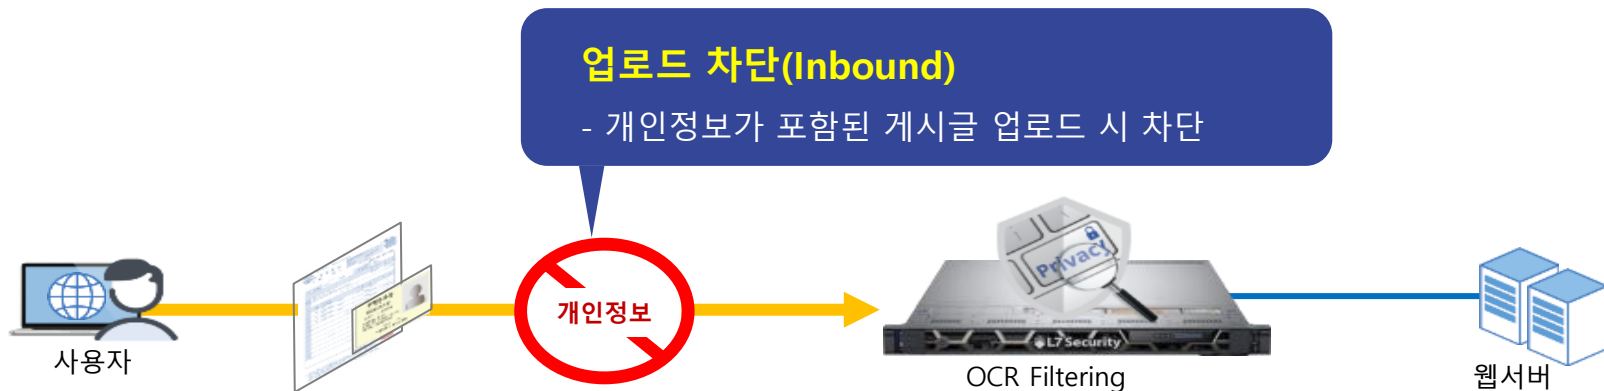 업로드 차단(Inbound)
- 개인정보가 포함된 게시글 업로드 시 차단
Privacy
개인정보
L7 Security
사용자
OCR Filtering
웹서버